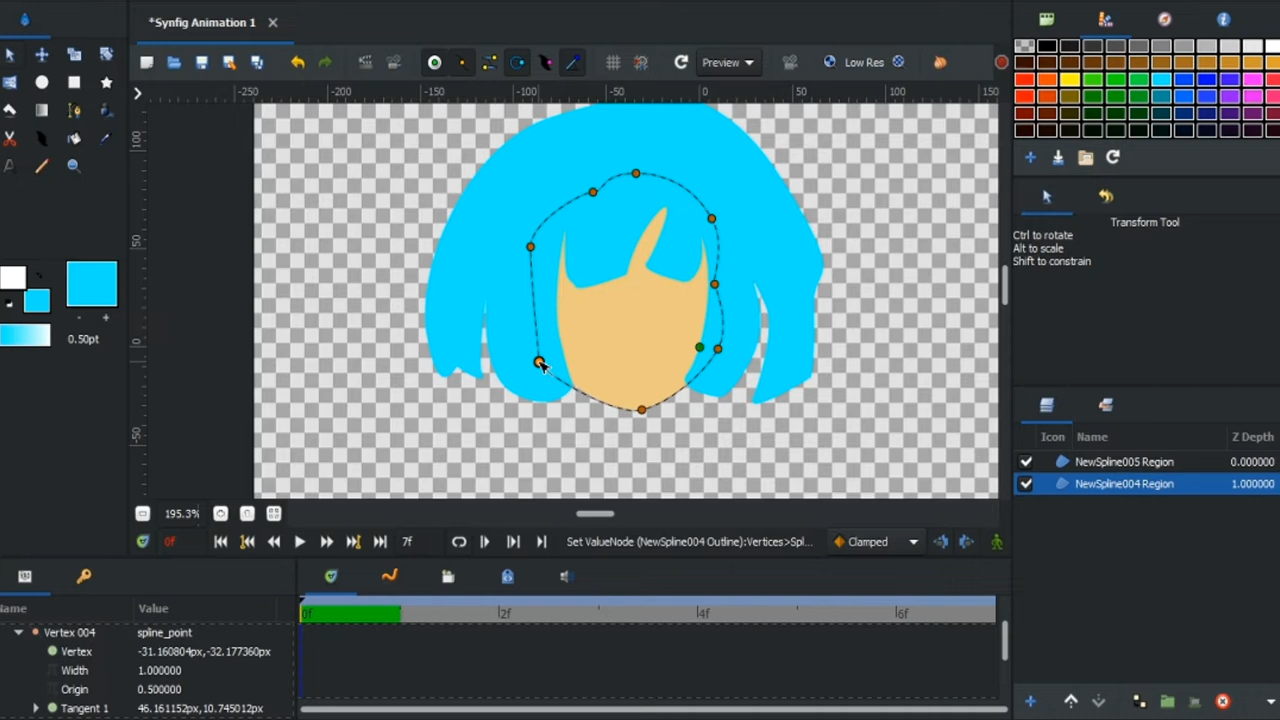 *Synfig Animation 1
Preview
Low Res
-250
-200
-150
-100
-50
0
50
100
150
100
50
0
-50
0.50pt
Transform Tool
Ctrl to rotate
Alt to scale
Shift to constrain
Icon Name Z Depth
NewSpline005 Region 0.000000
NewSpline004 Region 1.000000
195.3%
0f
7f
Set ValueNode (NewSpline004 Outline):Vertices>Spl...
Clamped
Name Value
Vertex 004 spline_point
Vertex -31.160804px,-32.177360px
Width 1.000000
Origin 0.500000
Tangent 1 46.161152px,10.745012px
0f
2f
4f
6f